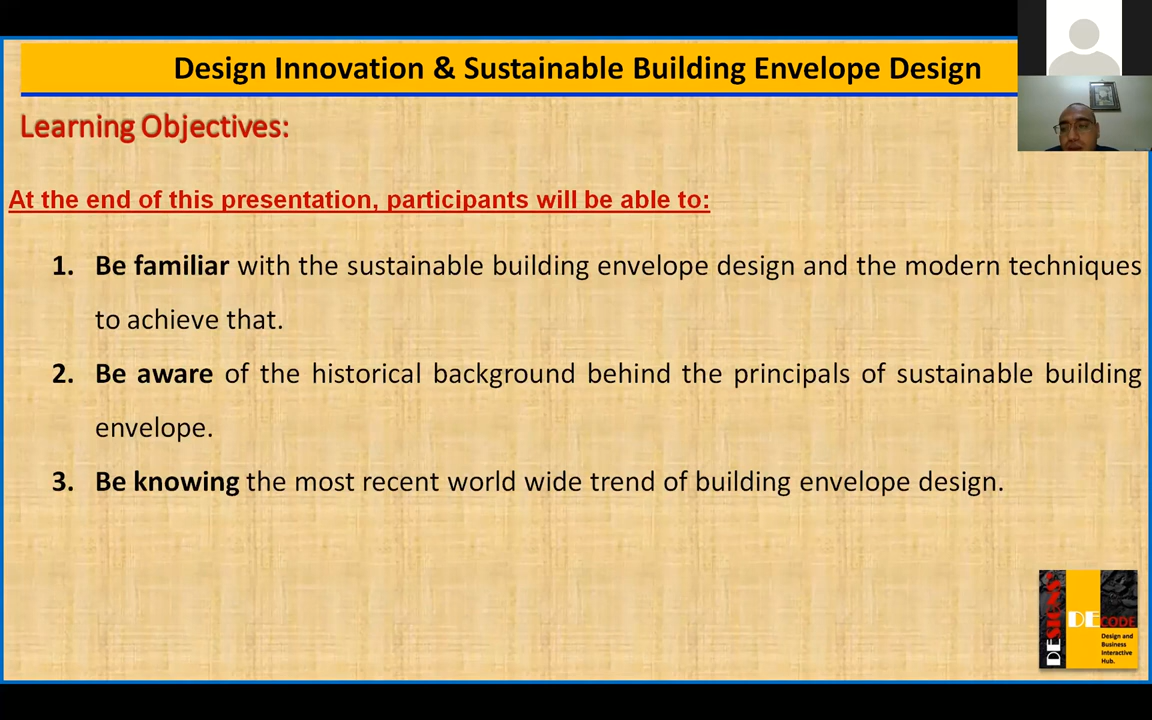 Design Innovation & Sustainable Building Envelope Design
Learning Objectives:
At the end of this presentation, participants will be able to:
1. Be familiar with the sustainable building envelope design and the modern techniques
to achieve that.
2. Be aware of the historical background behind the principals of sustainable building
envelope.
3. Be knowing the most recent world wide trend of building envelope design.
DESIGNS
DECODE
Design and
Business
Interactive
Hub.